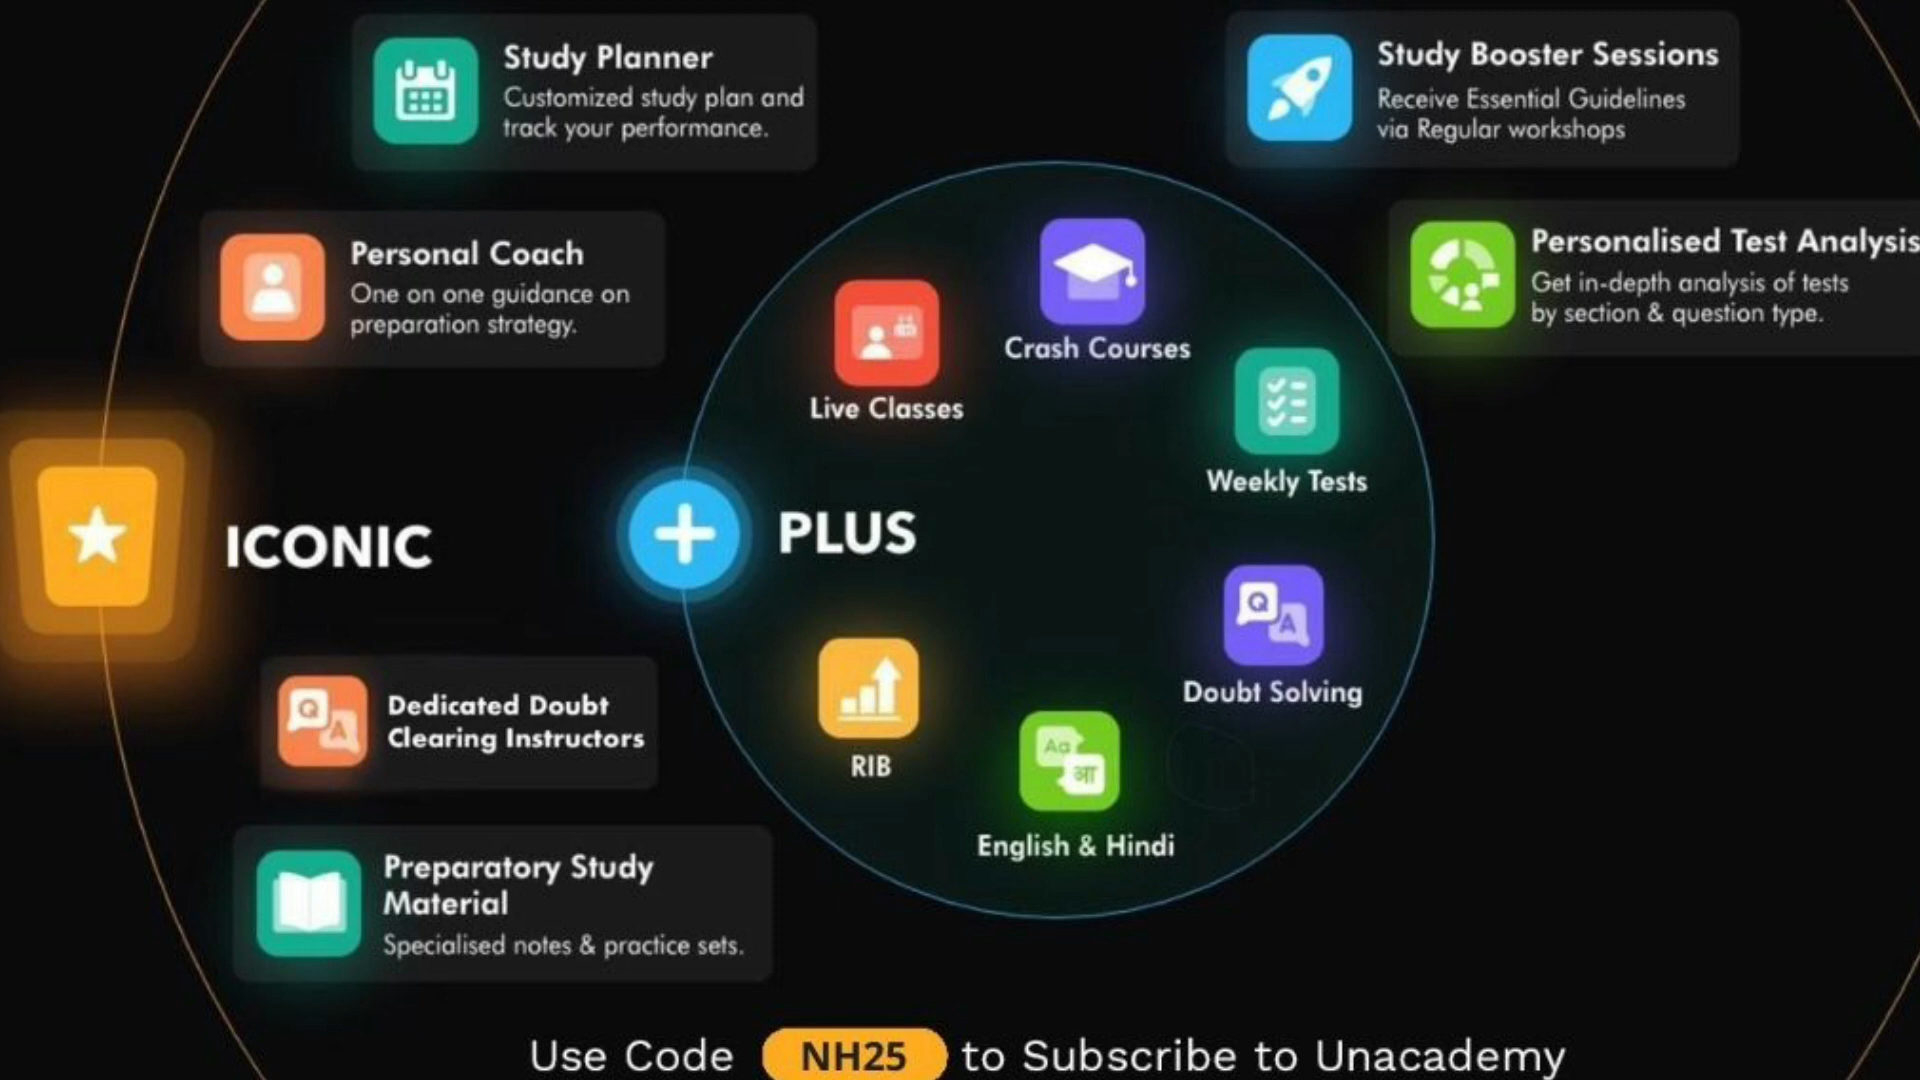 Study Planner
Customized study plan and
track your performance.
Study Booster Sessions
Receive Essential Guidelines
via Regular workshops
Personal Coach
One on one guidance on
preparation strategy.
Personalised Test Analysis
Get in-depth analysis of tests
by section & question type.
Live Classes
Crash Courses
Weekly Tests
ICONIC
PLUS
Q
A
Doubt Solving
RIB
Aa
आ
English & Hindi
Q
A
Dedicated Doubt
Clearing Instructors
Preparatory Study
Material
Specialised notes & practice sets.
Use Code NH25 to Subscribe to Unacademy